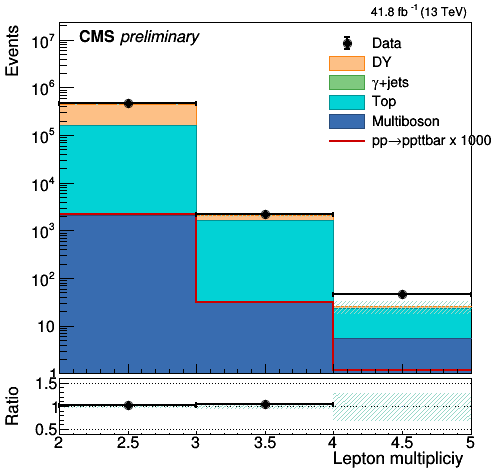 41.8 fb⁻¹ (13 TeV)
CMS preliminary
Events
Data
DY
γ+jets
Top
Multiboson
pp→ppttbar x 1000
10⁷
10⁶
10⁵
10⁴
10³
10²
10
1
Ratio
1.5
1
0.5
2 2.5 3 3.5 4 4.5 5
Lepton multipliciy